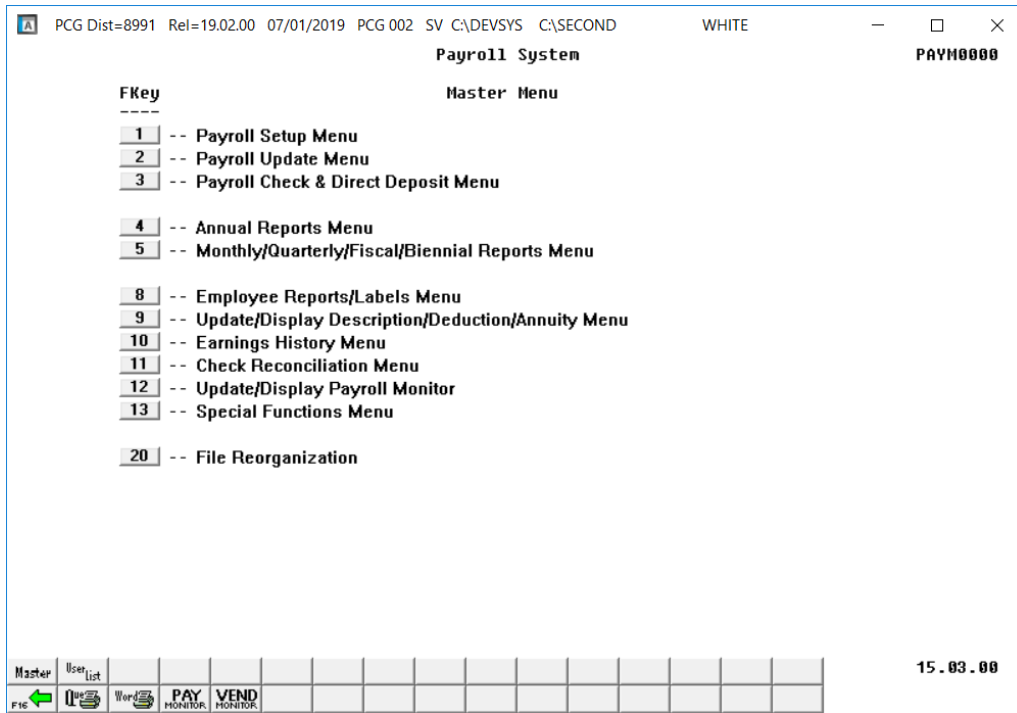 PCG Dist=8991 Rel=19.02.00 07/01/2019 PCG 002 SV C:\DEVSYS C:\SECOND WHITE
Payroll System PAYM0000
FKey Master Menu
----
1 -- Payroll Setup Menu
2 -- Payroll Update Menu
3 -- Payroll Check & Direct Deposit Menu
4 -- Annual Reports Menu
5 -- Monthly/Quarterly/Fiscal/Biennial Reports Menu
8 -- Employee Reports/Labels Menu
9 -- Update/Display Description/Deduction/Annuity Menu
10 -- Earnings History Menu
11 -- Check Reconciliation Menu
12 -- Update/Display Payroll Monitor
13 -- Special Functions Menu
20 -- File Reorganization
Master User List 15.03.00
F16 Que Word PAY MONITOR VEND MONITOR